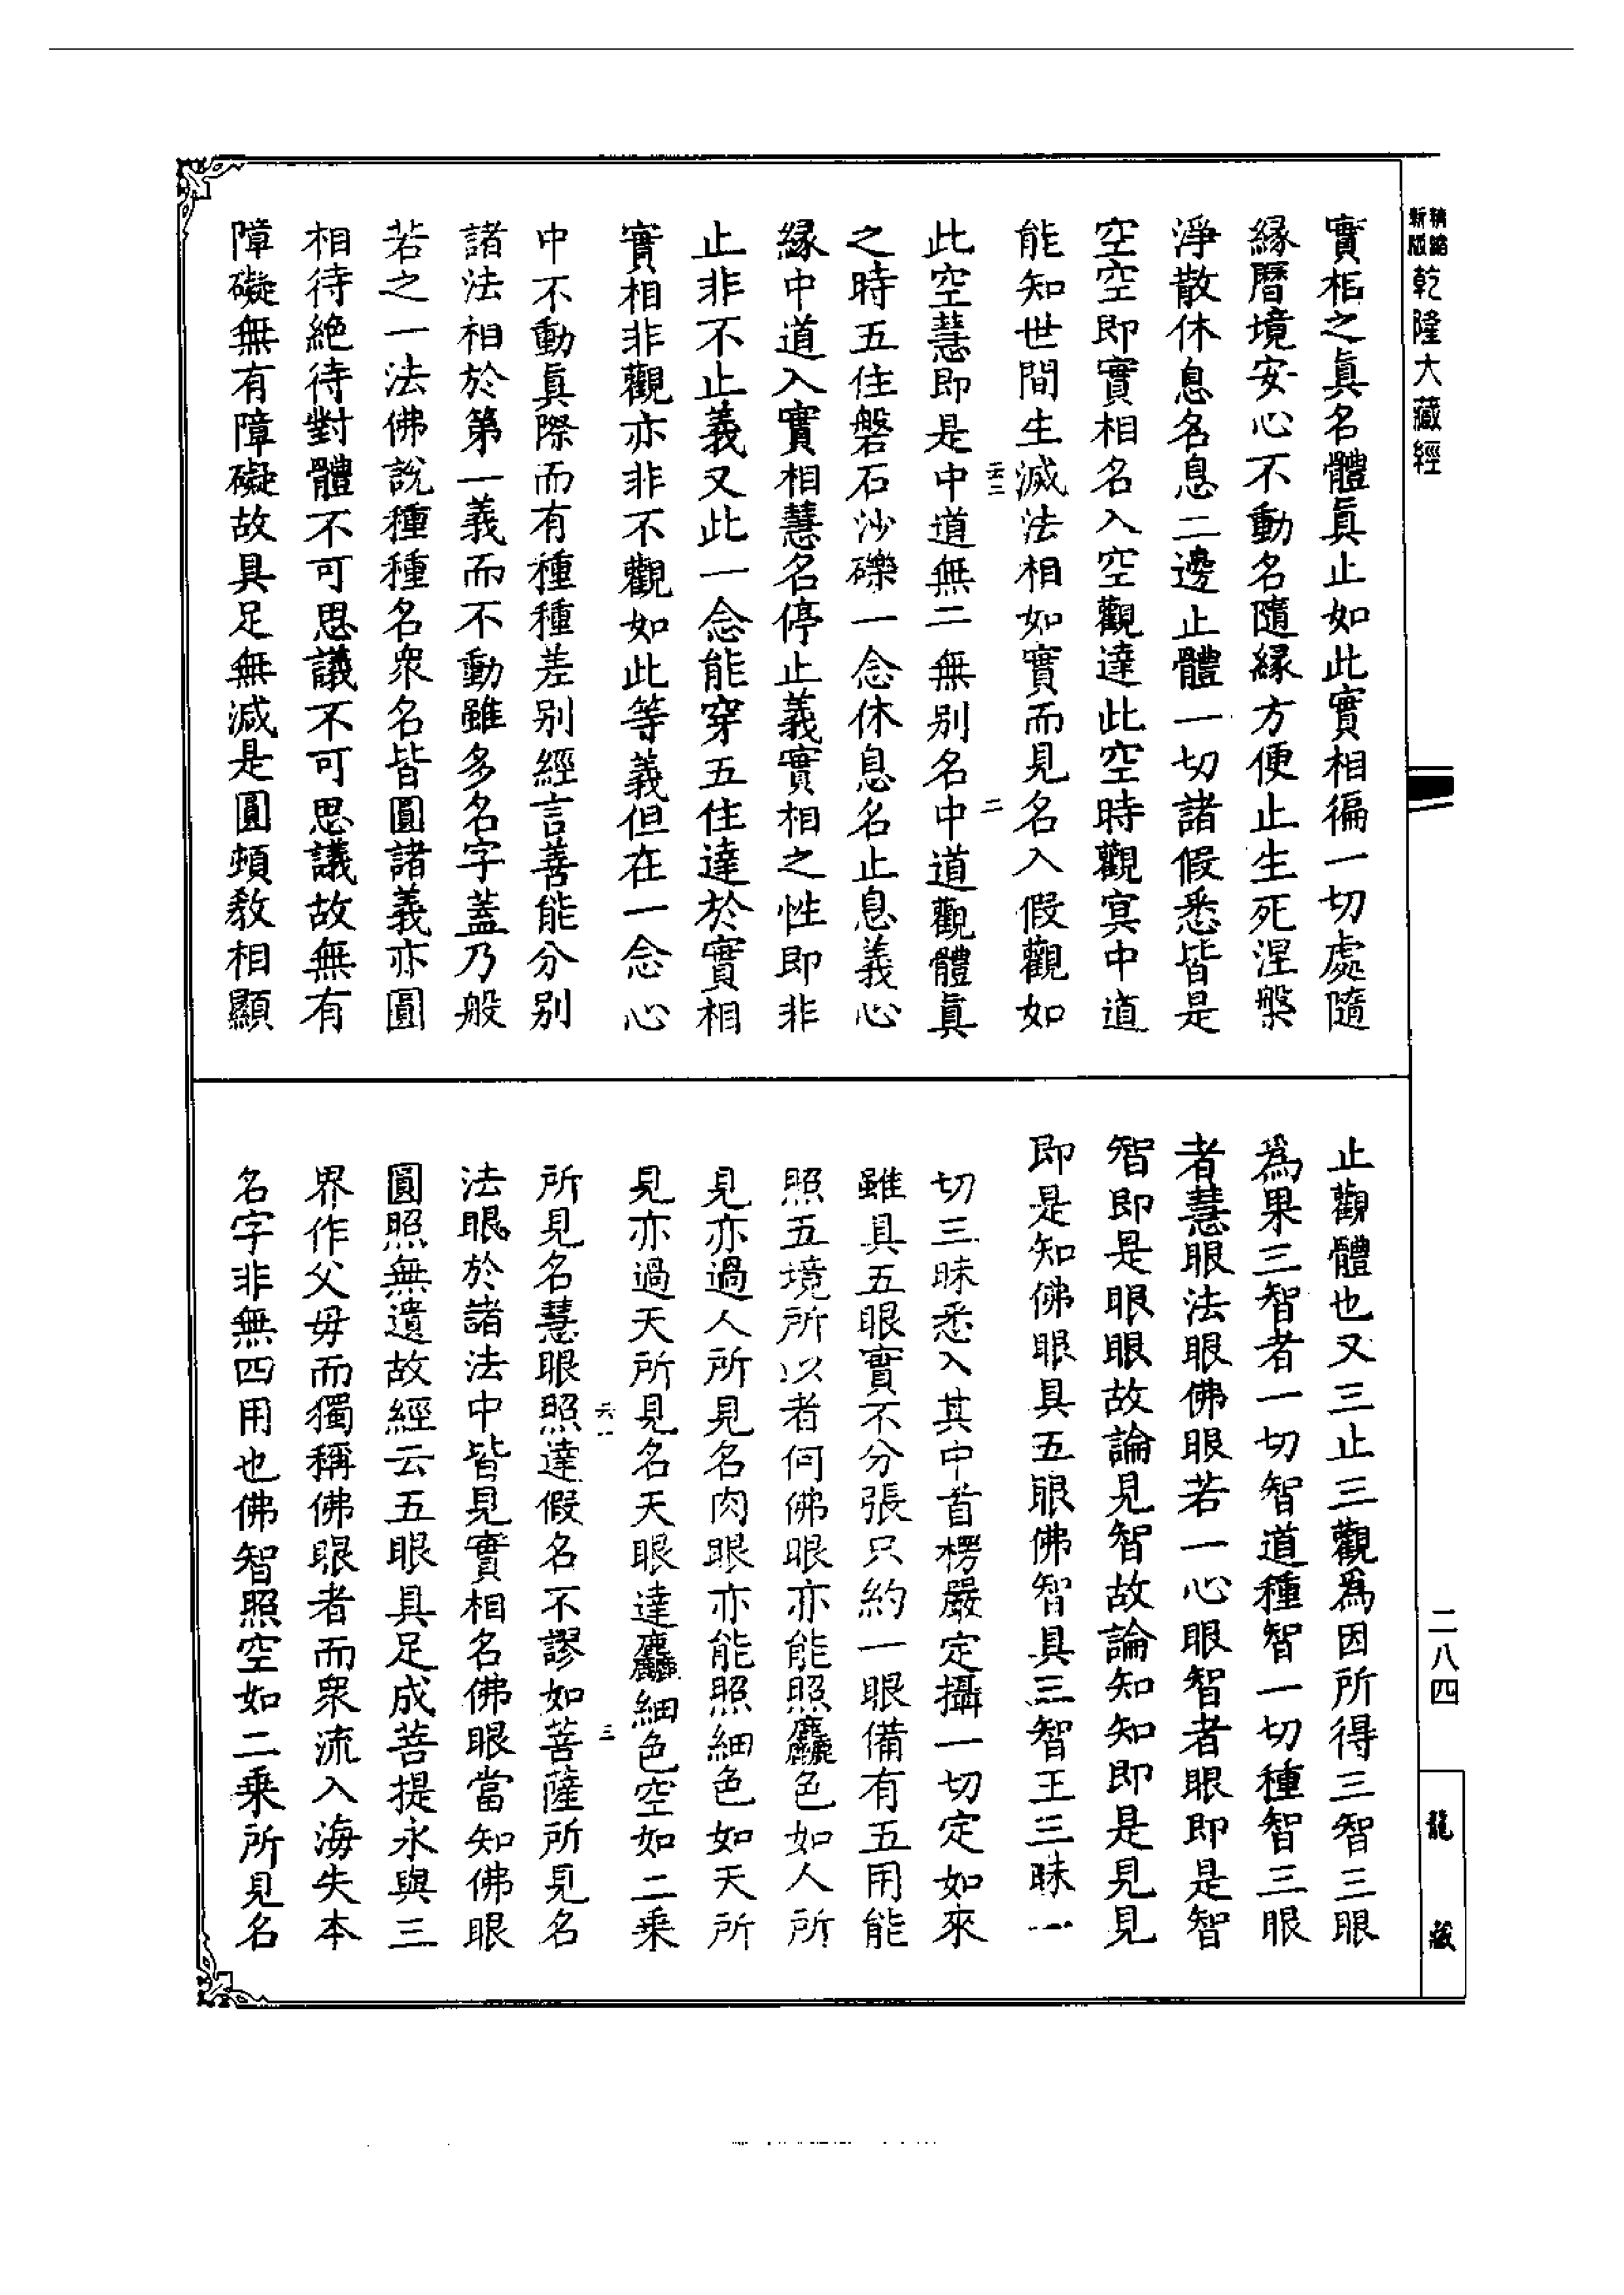 新版 精縮 乾隆大藏經
實相之眞名體眞止如此實相徧一切處隨
緣曆境安心不動名隨緣方便止生死涅槃
淨散休息名息二邊止體一切諸假悉皆是
空空即實相名入空觀達此空時觀冥中道
能知世間生滅法相如實而見名入假觀如
此空慧即是中道無二無别名中道觀體眞
之時五住磐石沙礫一念休息名止息義心
緣中道入實相慧名停止義實相之性即非
止非不止義又此一念能穿五住達於實相
實相非觀亦非不觀如此等義但在一念心
中不動眞際而有種種差别經言善能分别
諸法相於第一義而不動雖多名字蓋乃般
若之一法佛說種種名衆名皆圓諸義亦圓
相待絶待對體不可思議不可思議故無有
障礙無有障礙故具足無減是圓頓教相顯
止觀體也又三止三觀爲因所得三智三眼
爲果三智者一切智道種智一切種智三眼
者慧眼法眼佛眼若一心眼智者眼即是智
智即是眼眼故論見智故論知知即是見見
即是知佛眼具五眼佛智具三智王三昧一
切三昧悉入其中首楞嚴定攝一切定如來
雖具五眼實不分張只約一眼備有五用能
照五境所以者何佛眼亦能照麤色如人所
見亦過人所見名肉眼亦能照細色如天所
見亦過天所見名天眼達麤細色空如二乘
所見名慧眼照達假名不謬如菩薩所見名
法眼於諸法中皆見實相名佛眼當知佛眼
圓照無遺故經云五眼具足成菩提永與三
界作父母而獨稱佛眼者而衆流入海失本
名字非無四用也佛智照空如二乘所見名
二八四
龍藏